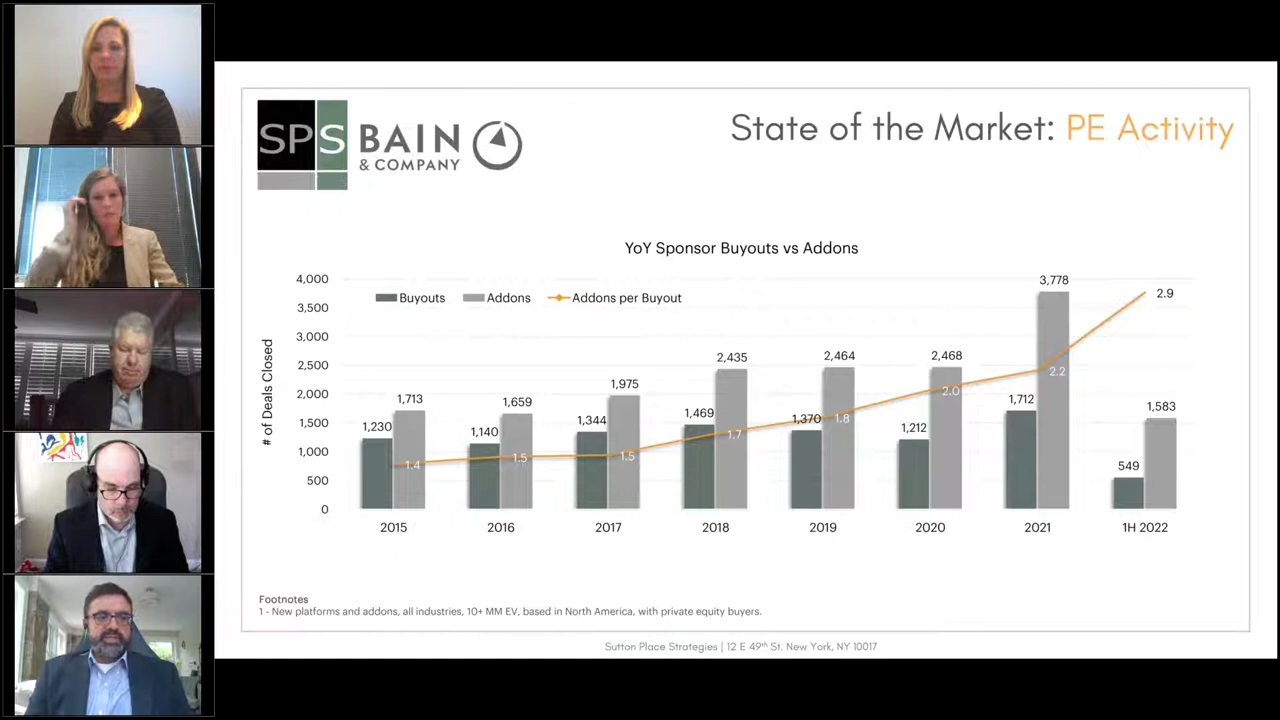 SPS BAIN
& COMPANY
State of the Market: PE Activity
YoY Sponsor Buyouts vs Addons
Buyouts Addons Addons per Buyout
# of Deals Closed
4,000
3,500
3,000
2,500
2,000
1,500
1,000
500
0
1,230 1,713 1.4
1,140 1,659 1.5
1,344 1,975 1.5
1,469 2,435 1.7
1,370 2,464 1.8
1,212 2,468 2.0
1,712 3,778 2.2
549 1,583 2.9
2015 2016 2017 2018 2019 2020 2021 1H 2022
Footnotes
1 - New platforms and addons, all industries, 10+ MM EV, based in North America, with private equity buyers.
Sutton Place Strategies | 12 E 49th St. New York, NY 10017